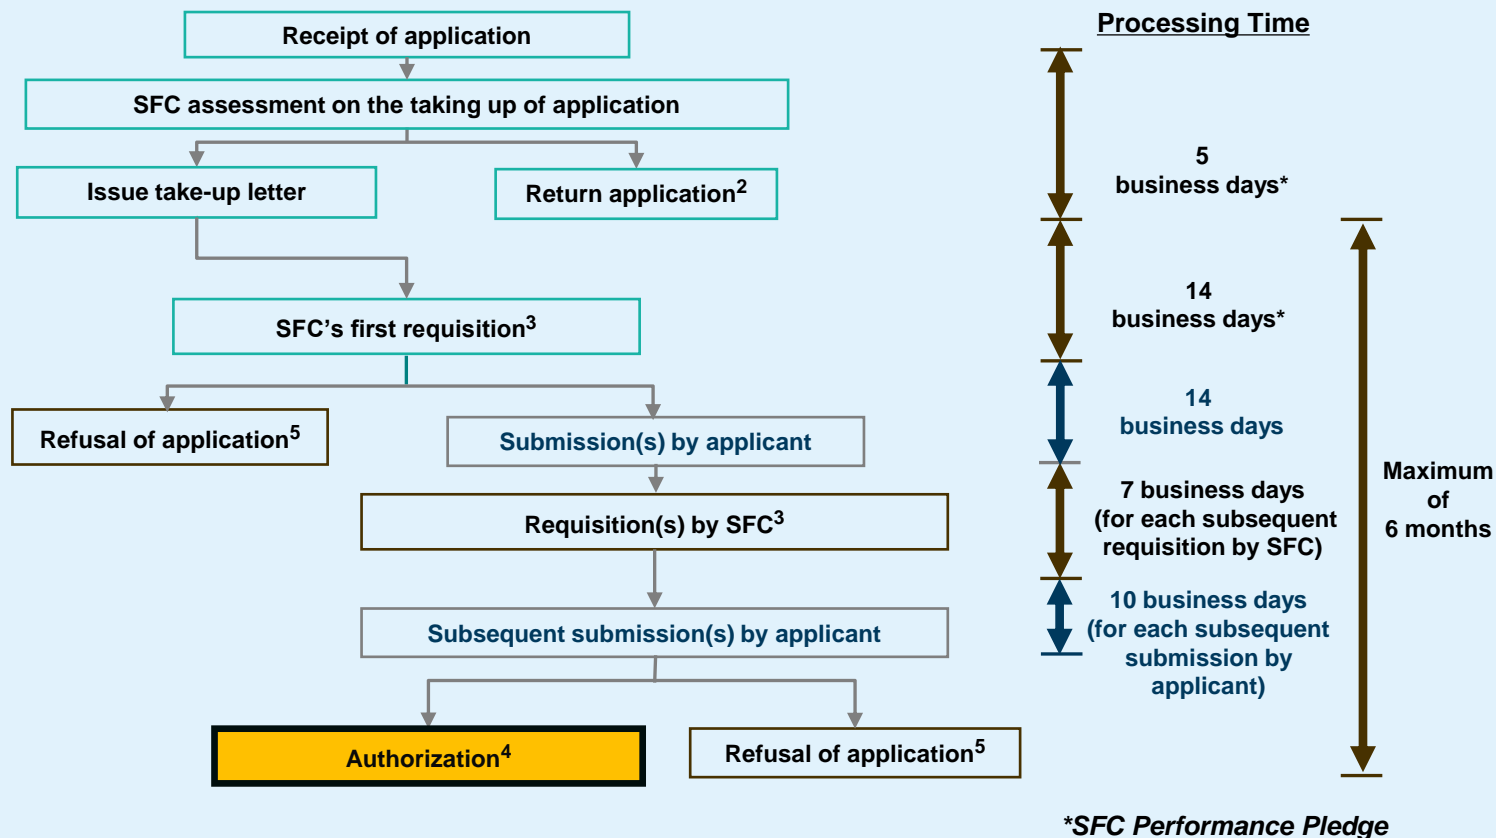 Receipt of application
SFC assessment on the taking up of application
Issue take-up letter
Return application2
SFC’s first requisition3
Refusal of application5
Submission(s) by applicant
Requisition(s) by SFC3
Subsequent submission(s) by applicant
Authorization4
Refusal of application5
Processing Time
5
business days*
14
business days*
14
business days
7 business days
(for each subsequent
requisition by SFC)
10 business days
(for each subsequent
submission by
applicant)
Maximum
of
6 months
*SFC Performance Pledge